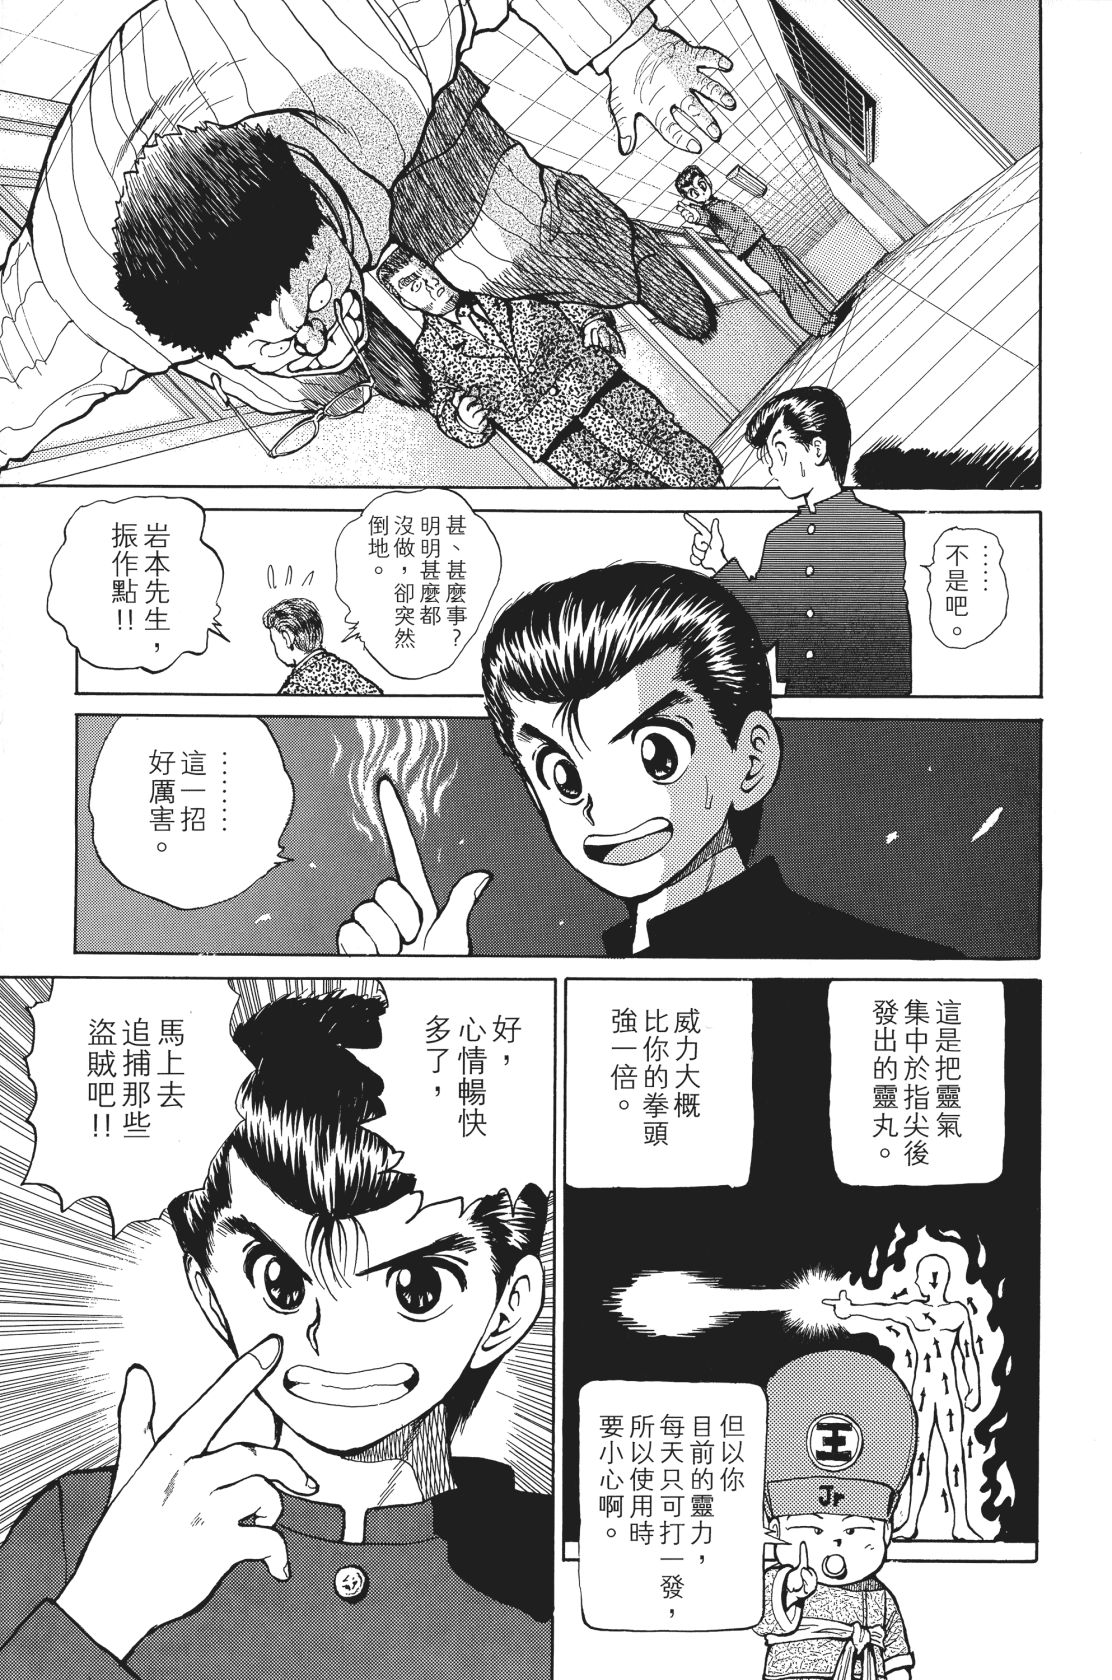 ……
不是吧。
甚、甚麼事？
明明甚麼都
沒做，卻突然
倒地。
岩本先生，
振作點!!
………
這一招
好厲害。
這是把靈氣
集中於指尖後
發出的靈丸。
威力大概
比你的拳頭
強一倍。
王
Jr
但以你
目前的靈力，
每天只可打一發，
所以使用時
要小心啊。
好，
心情暢快
多了，
馬上去
追捕那些
盜賊吧!!